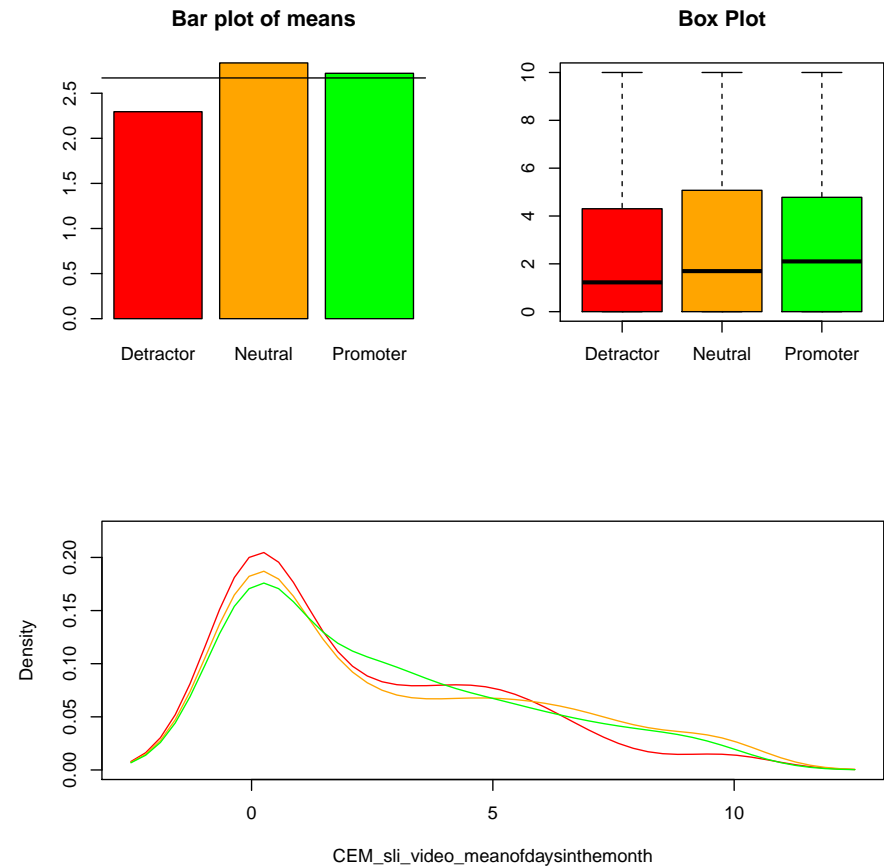 Bar plot of means
2.5
2.0
1.5
1.0
0.5
0.0
Detractor Neutral Promoter
Box Plot
10
8
6
4
2
0
Detractor Neutral Promoter
Density
0.20
0.15
0.10
0.05
0.00
0 5 10
CEM_sli_video_meanofdaysinthemonth